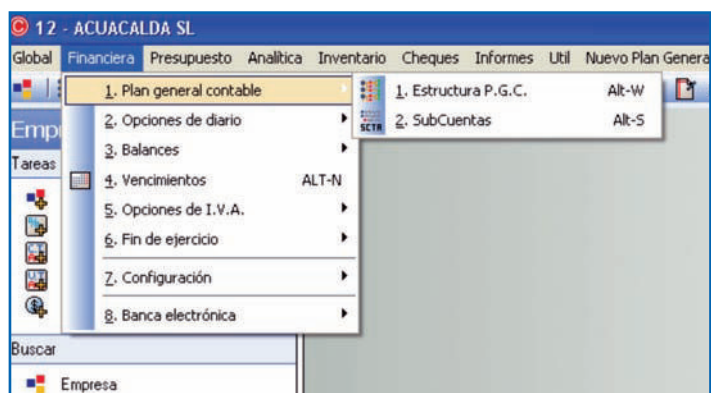 12 - ACUACALDA SL
Global Financiera Presupuesto Analítica Inventario Cheques Informes Util Nuevo Plan Genera
1. Plan general contable
1. Estructura P.G.C. Alt-W
Emp
2. Opciones de diario
SCTA 2. SubCuentas Alt-S
3. Balances
Tareas
4. Vencimientos ALT-N
5. Opciones de I.V.A.
6. Fin de ejercicio
7. Configuración
8. Banca electrónica
Buscar
Empresa